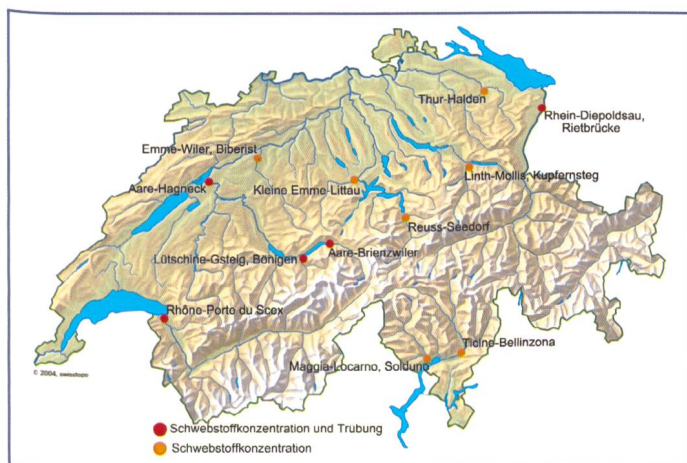 Thur-Halden
Rhein-Diepoldsau,
Rietbrücke
Emme-Wiler, Biberist
Linth-Mollis, Kupfernsteg
Aare-Hagneck
Kleine Emme-Littau
Reuss-Seedorf
Aare-Brienzwiler
Lütschine-Gsteig, Bönigen
Rhône-Porte du Scex
Ticino-Bellinzona
Maggia-Locarno, Solduno
© 2004, swisstopo
Schwebstoffkonzentration und Trübung
Schwebstoffkonzentration